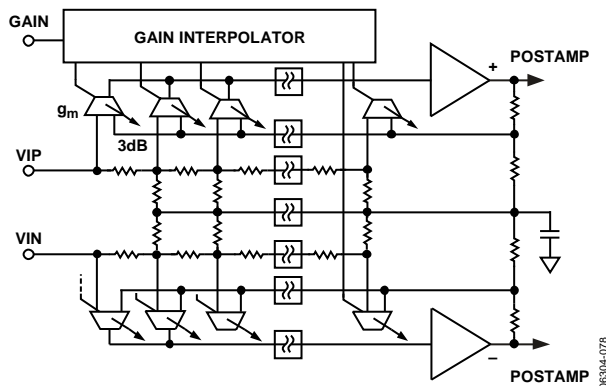 GAIN
GAIN INTERPOLATOR
+
POSTAMP
gm
3dB
VIP
VIN
–
POSTAMP
06304-078